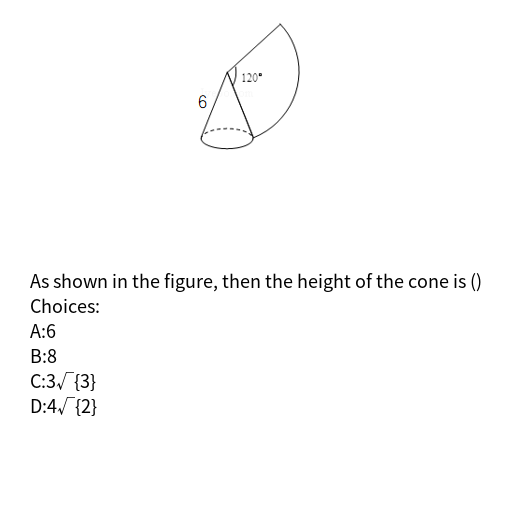 120°
6
As shown in the figure, then the height of the cone is ()
Choices:
A:6
B:8
C:3√{3}
D:4√{2}